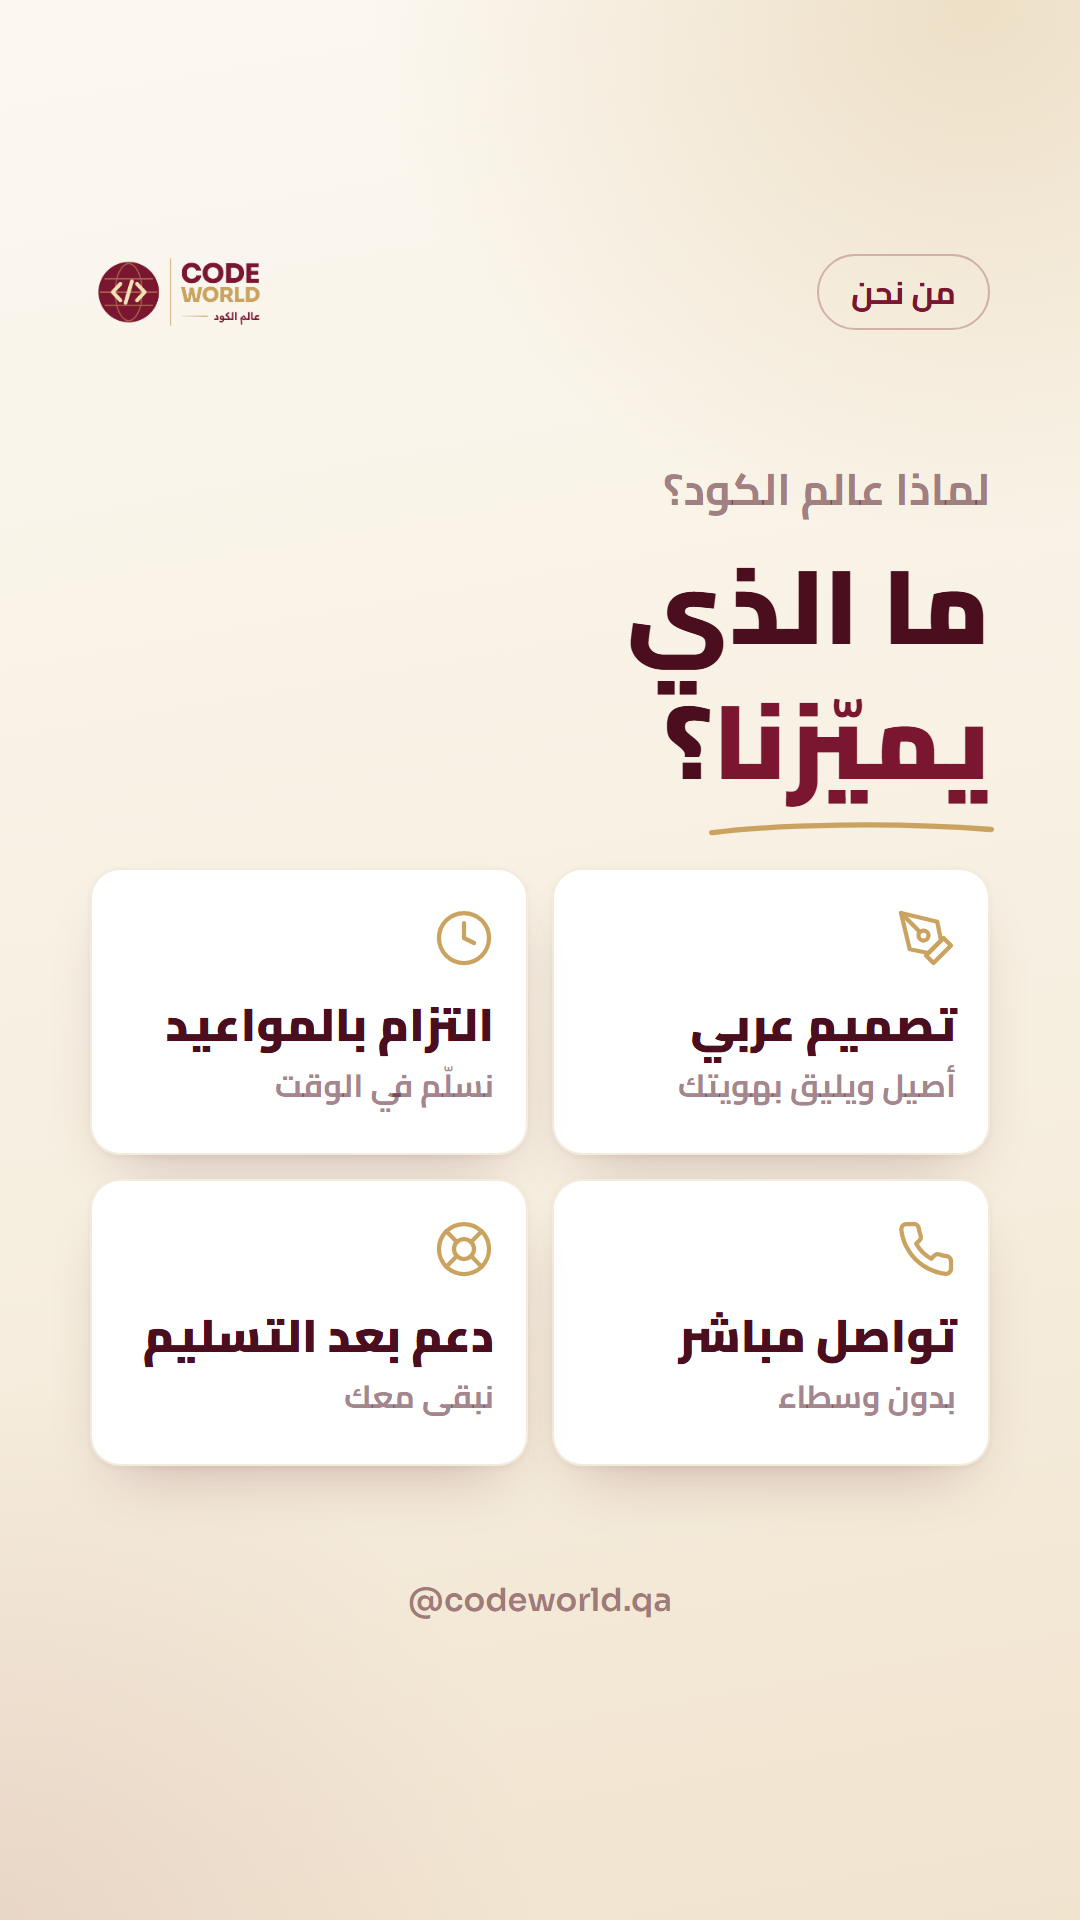 من نحن
CODE
WORLD
عالم الكود
لماذا عالم الكود؟
ما الذي
يميّزنا؟
تصميم عربي
أصيل ويليق بهويتك
التزام بالمواعيد
نسلّم في الوقت
تواصل مباشر
بدون وسطاء
دعم بعد التسليم
نبقى معك
@codeworld.qa